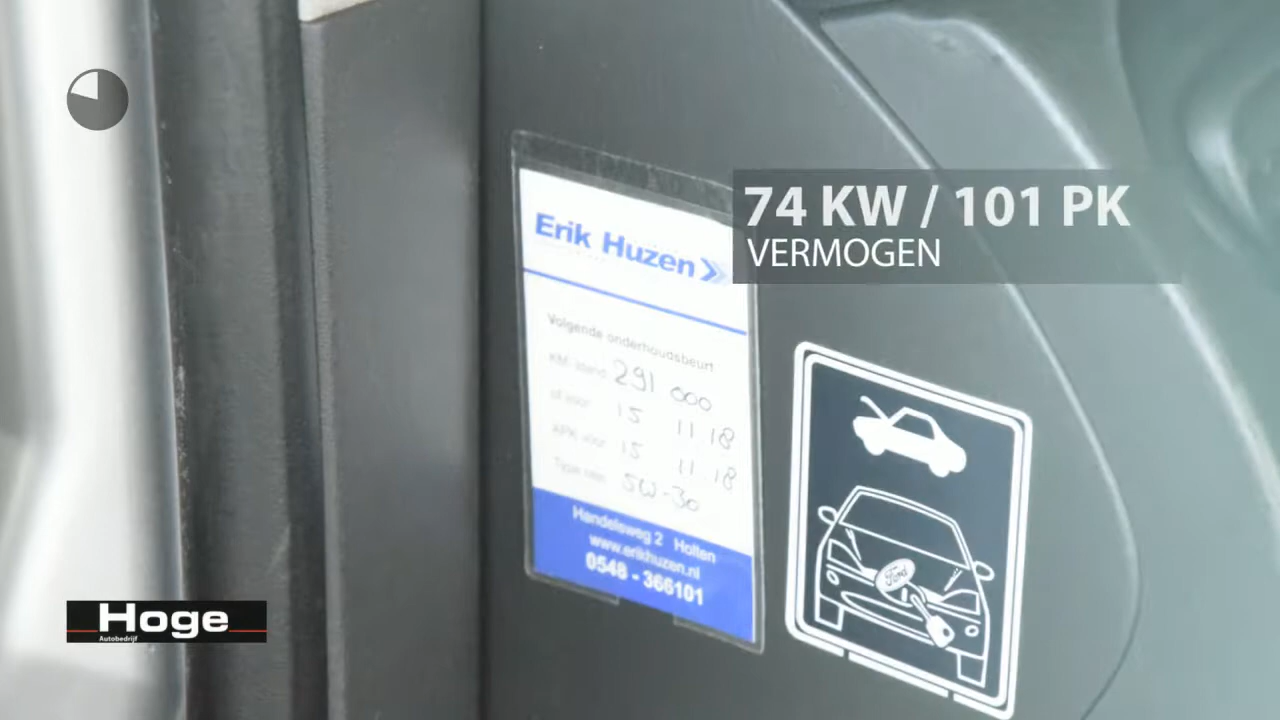 74 KW / 101 PK
VERMOGEN
Erik Huzen
Volgende onderhoudsbeurt
KM. stand 291 000
of voor 15 11 18
APK voor 15 11 18
Type olie 5W-30
Handelsweg 2 Holten
www.erikhuzen.nl
0548 - 366101
Ford
Hoge
Autobedrijf